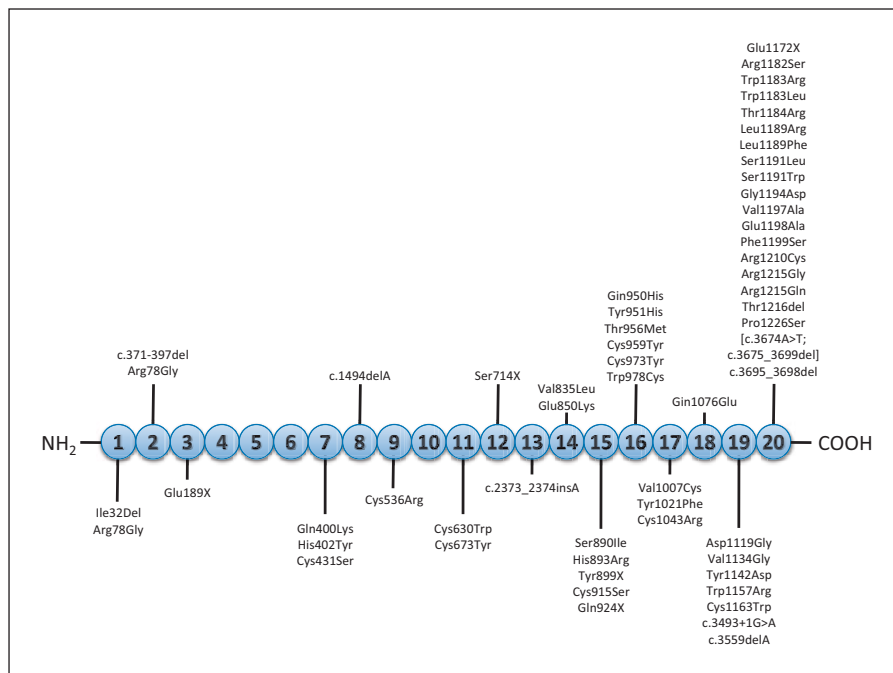 Glu1172X
Arg1182Ser
Trp1183Arg
Trp1183Leu
Thr1184Arg
Leu1189Arg
Leu1189Phe
Ser1191Leu
Ser1191Trp
Gly1194Asp
Val1197Ala
Glu1198Ala
Phe1199Ser
Arg1210Cys
Arg1215Gly
Arg1215Gln
Thr1216del
Pro1226Ser
[c.3674A>T;
c.3675_3699del]
c.3695_3698del
Gin950His
Tyr951His
Thr956Met
Cys959Tyr
Cys973Tyr
Trp978Cys
c.371-397del
Arg78Gly
c.1494delA
Ser714X
Val835Leu
Glu850Lys
Gin1076Glu
NH2 1 2 3 4 5 6 7 8 9 10 11 12 13 14 15 16 17 18 19 20 COOH
Ile32Del
Arg78Gly
Glu189X
Gln400Lys
His402Tyr
Cys431Ser
Cys536Arg
Cys630Trp
Cys673Tyr
c.2373_2374insA
Ser890Ile
His893Arg
Tyr899X
Cys915Ser
Gln924X
Val1007Cys
Tyr1021Phe
Cys1043Arg
Asp1119Gly
Val1134Gly
Tyr1142Asp
Trp1157Arg
Cys1163Trp
c.3493+1G>A
c.3559delA